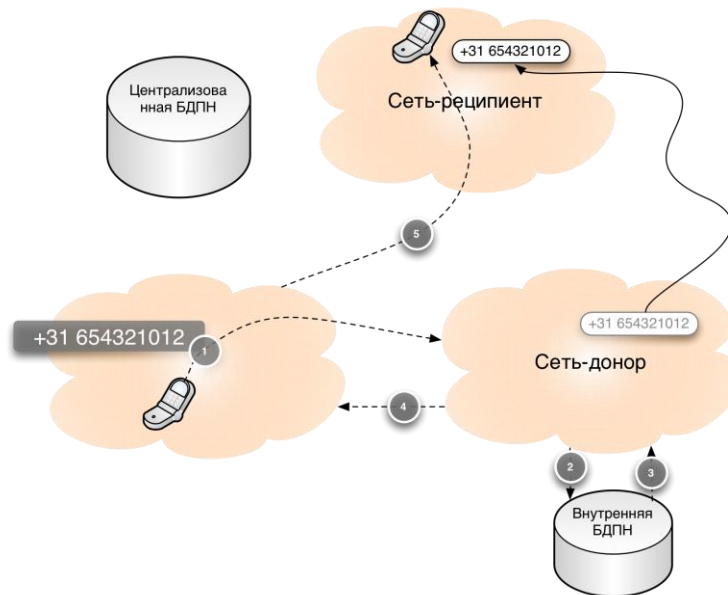 +31 654321012
Централизова
нная БДПН
Сеть-реципиент
5
+31 654321012
+31 654321012
1
Сеть-донор
4
2
3
Внутренняя
БДПН